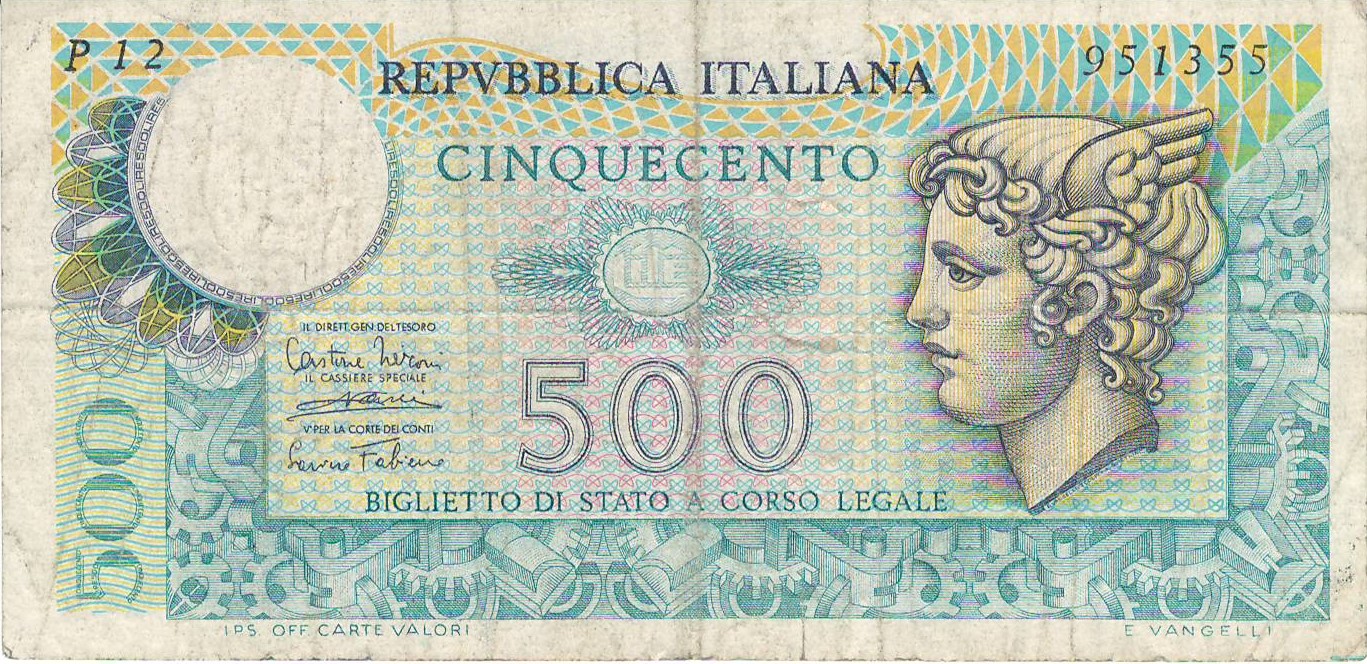 P 12
951355
REPVBBLICA ITALIANA
CINQUECENTO
IL DIRETT. GEN. DEL TESORO
IL CASSIERE SPECIALE
Vº PER LA CORTE DEI CONTI
500
BIGLIETTO DI STATO A CORSO LEGALE
500
I.P.S. OFF. CARTE VALORI
E. VANGELLI